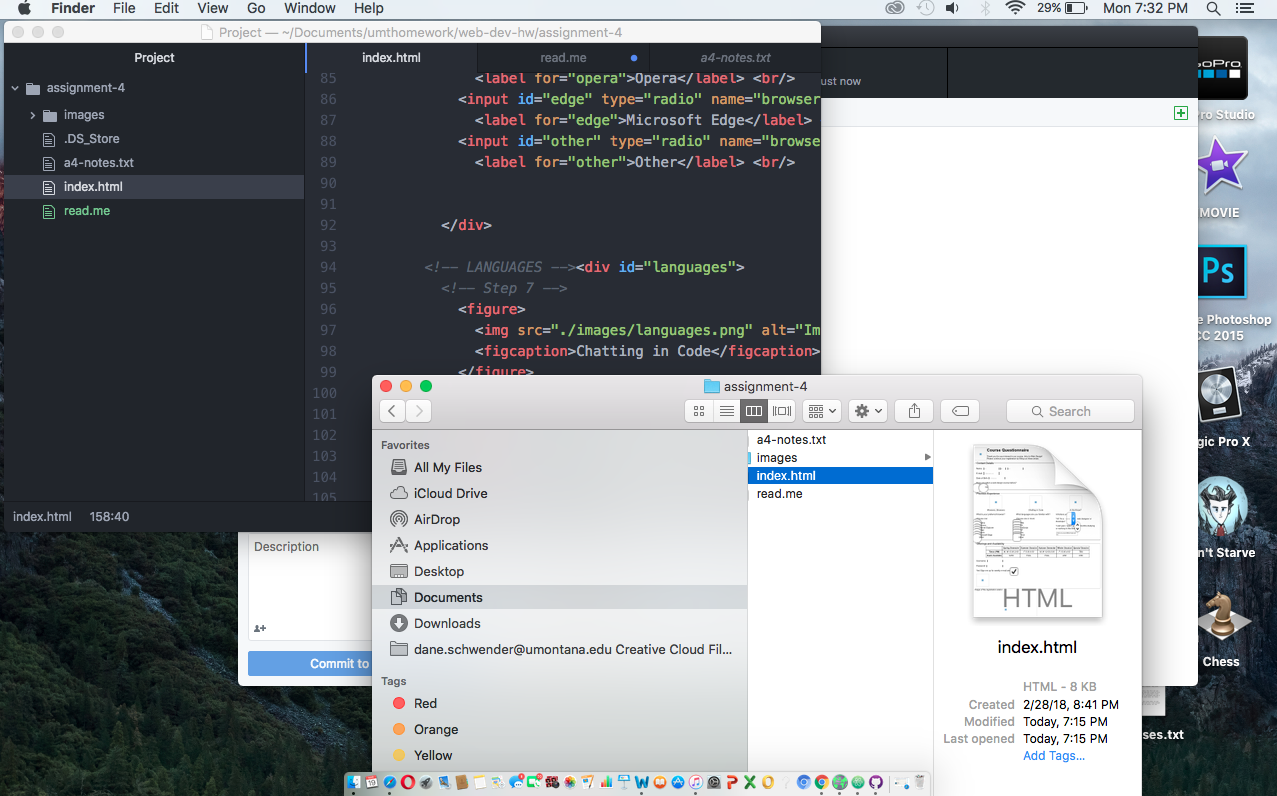 Finder File Edit View Go Window Help 29% Mon 7:32 PM
Project — ~/Documents/umthomework/web-dev-hw/assignment-4
Project
assignment-4
images
.DS_Store
a4-notes.txt
index.html
read.me
index.html read.me a4-notes.txt
85 <label for="opera">Opera</label> <br/>
86 <input id="edge" type="radio" name="browser
87 <label for="edge">Microsoft Edge</label>
88 <input id="other" type="radio" name="browse
89 <label for="other">Other</label> <br/>
90
91
92 </div>
93
94 <!-- LANGUAGES --><div id="languages">
95 <!-- Step 7 -->
96 <figure>
97 <img src="./images/languages.png" alt="Im
98 <figcaption>Chatting in Code</figcaption>
99 </figure>
100
101
102
103
104
105
index.html 158:40
ust now
Description
Commit to
assignment-4
Search
Favorites
All My Files
iCloud Drive
AirDrop
Applications
Desktop
Documents
Downloads
dane.schwender@umontana.edu Creative Cloud Fil...
Tags
Red
Orange
Yellow
a4-notes.txt
images
index.html
read.me
Course Questionnaire
HTML
index.html
HTML - 8 KB
Created 2/28/18, 8:41 PM
Modified Today, 7:15 PM
Last opened Today, 7:15 PM
Add Tags...
oPro
ro Studio
MOVIE
Ps
e Photoshop
CC 2015
gic Pro X
n't Starve
Chess
ses.txt